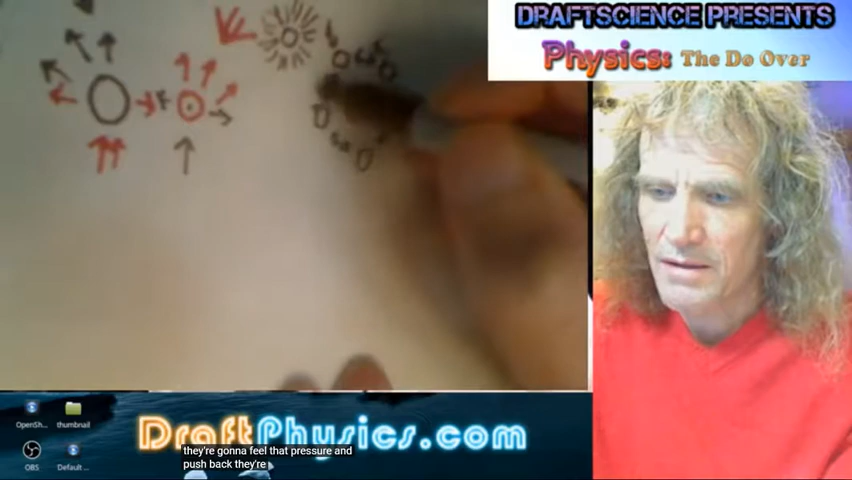 DRAFTSCIENCE PRESENTS
Physics: The Do Over
OpenSh...
thumbnail
OBS
Default ...
DraftPhysics.com
they're gonna feel that pressure and
push back they're